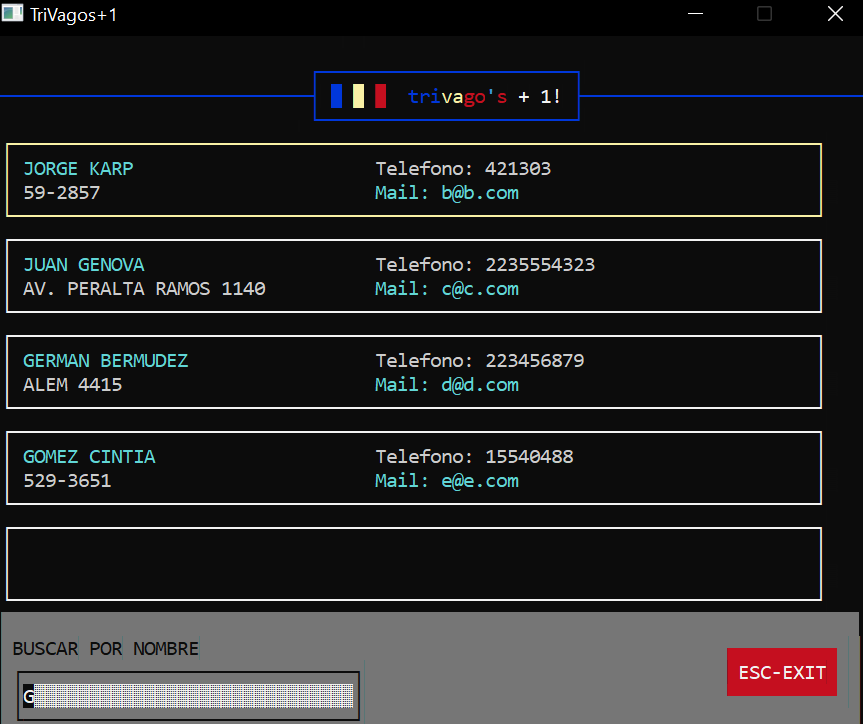 TriVagos+1
trivago's + 1!
JORGE KARP Telefono: 421303
59-2857 Mail: b@b.com
JUAN GENOVA Telefono: 2235554323
AV. PERALTA RAMOS 1140 Mail: c@c.com
GERMAN BERMUDEZ Telefono: 223456879
ALEM 4415 Mail: d@d.com
GOMEZ CINTIA Telefono: 15540488
529-3651 Mail: e@e.com
BUSCAR POR NOMBRE
G
ESC-EXIT